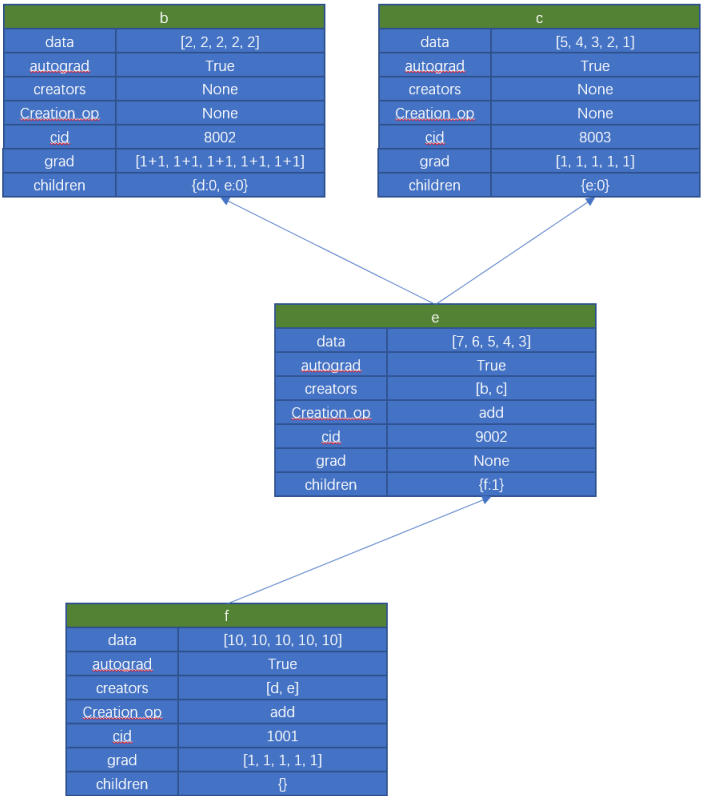 b
data [2, 2, 2, 2, 2]
autograd True
creators None
Creation_op None
cid 8002
grad [1+1, 1+1, 1+1, 1+1, 1+1]
children {d:0, e:0}
c
data [5, 4, 3, 2, 1]
autograd True
creators None
Creation_op None
cid 8003
grad [1, 1, 1, 1, 1]
children {e:0}
e
data [7, 6, 5, 4, 3]
autograd True
creators [b, c]
Creation_op add
cid 9002
grad None
children {f:1}
f
data [10, 10, 10, 10, 10]
autograd True
creators [d, e]
Creation_op add
cid 1001
grad [1, 1, 1, 1, 1]
children {}